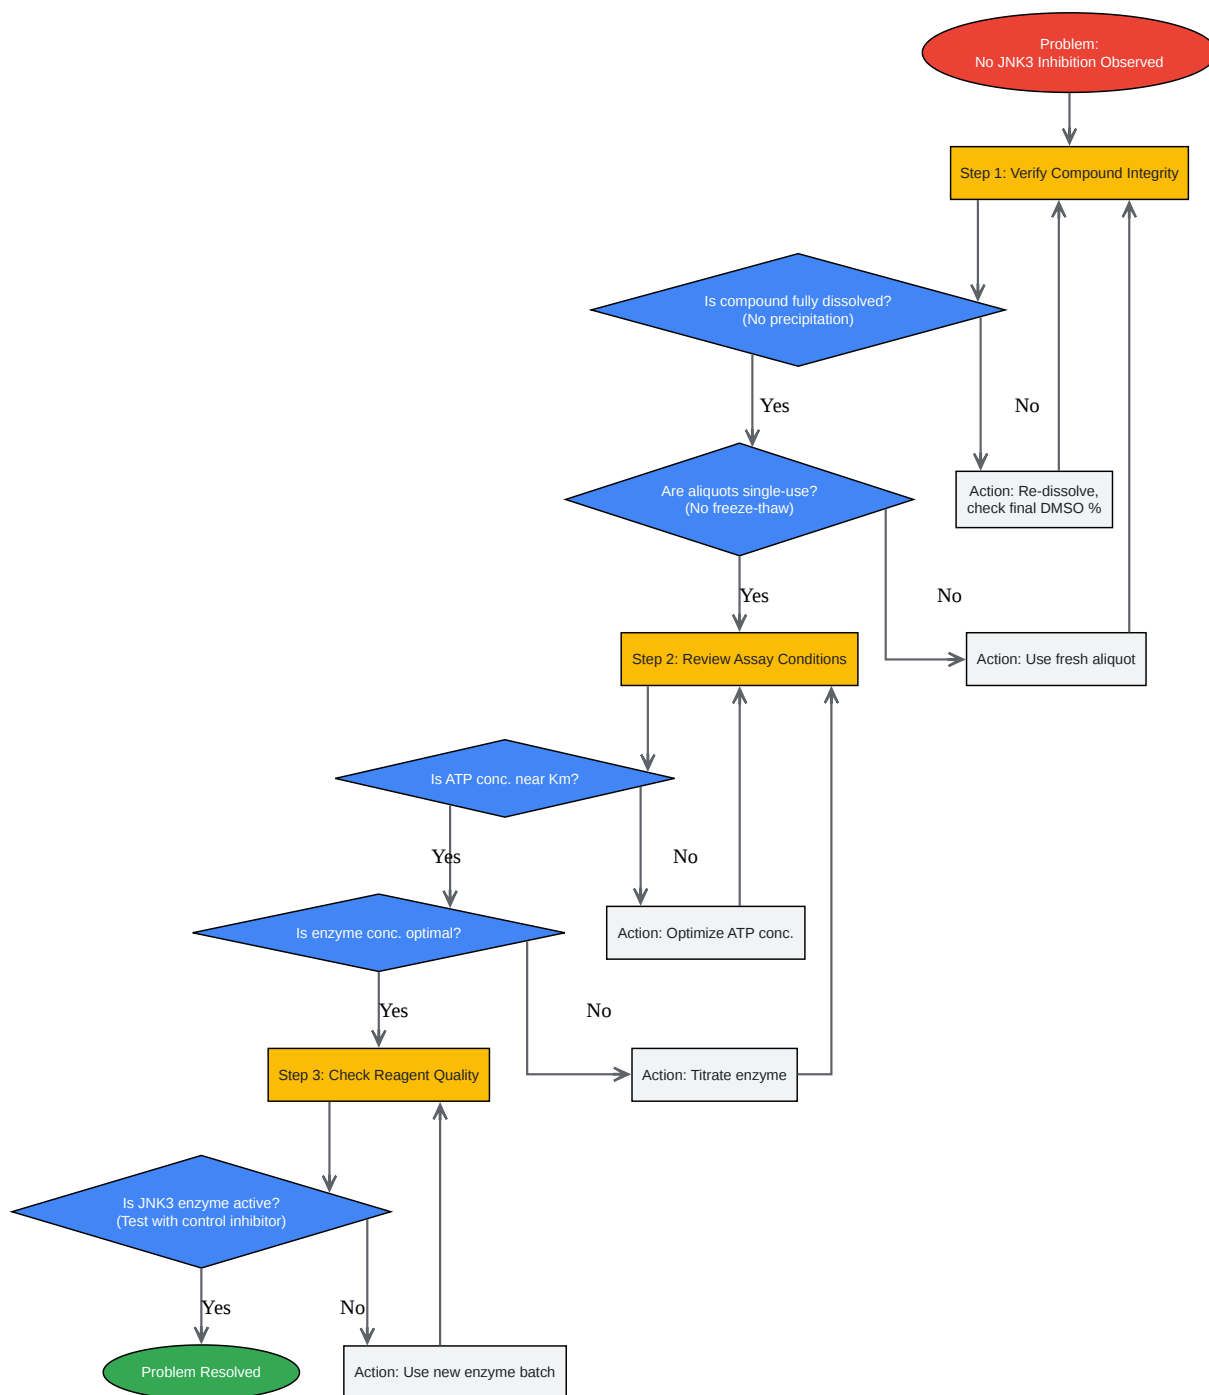 Problem:
No JNK3 Inhibition Observed
Step 1: Verify Compound Integrity
Is compound fully dissolved?
(No precipitation)
Yes
No
Are aliquots single-use?
(No freeze-thaw)
Action: Re-dissolve,
check final DMSO %
Yes
No
Step 2: Review Assay Conditions
Action: Use fresh aliquot
Is ATP conc. near Km?
Yes
No
Is enzyme conc. optimal?
Action: Optimize ATP conc.
Yes
No
Step 3: Check Reagent Quality
Action: Titrate enzyme
Is JNK3 enzyme active?
(Test with control inhibitor)
Yes
No
Problem Resolved
Action: Use new enzyme batch